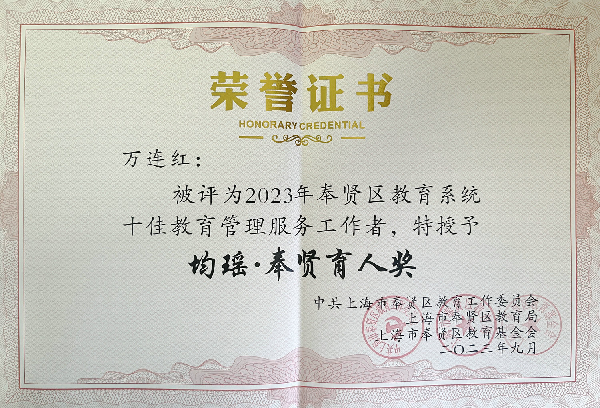 荣誉证书
HONORARY CREDENTIAL
万连红：
被评为2023年奉贤区教育系统
十佳教育管理服务工作者，特授予
均瑶·奉贤育人奖
中共上海市奉贤区教育工作委员会
上海市奉贤区教育局
上海市奉贤区教育基金会
二〇二三年九月